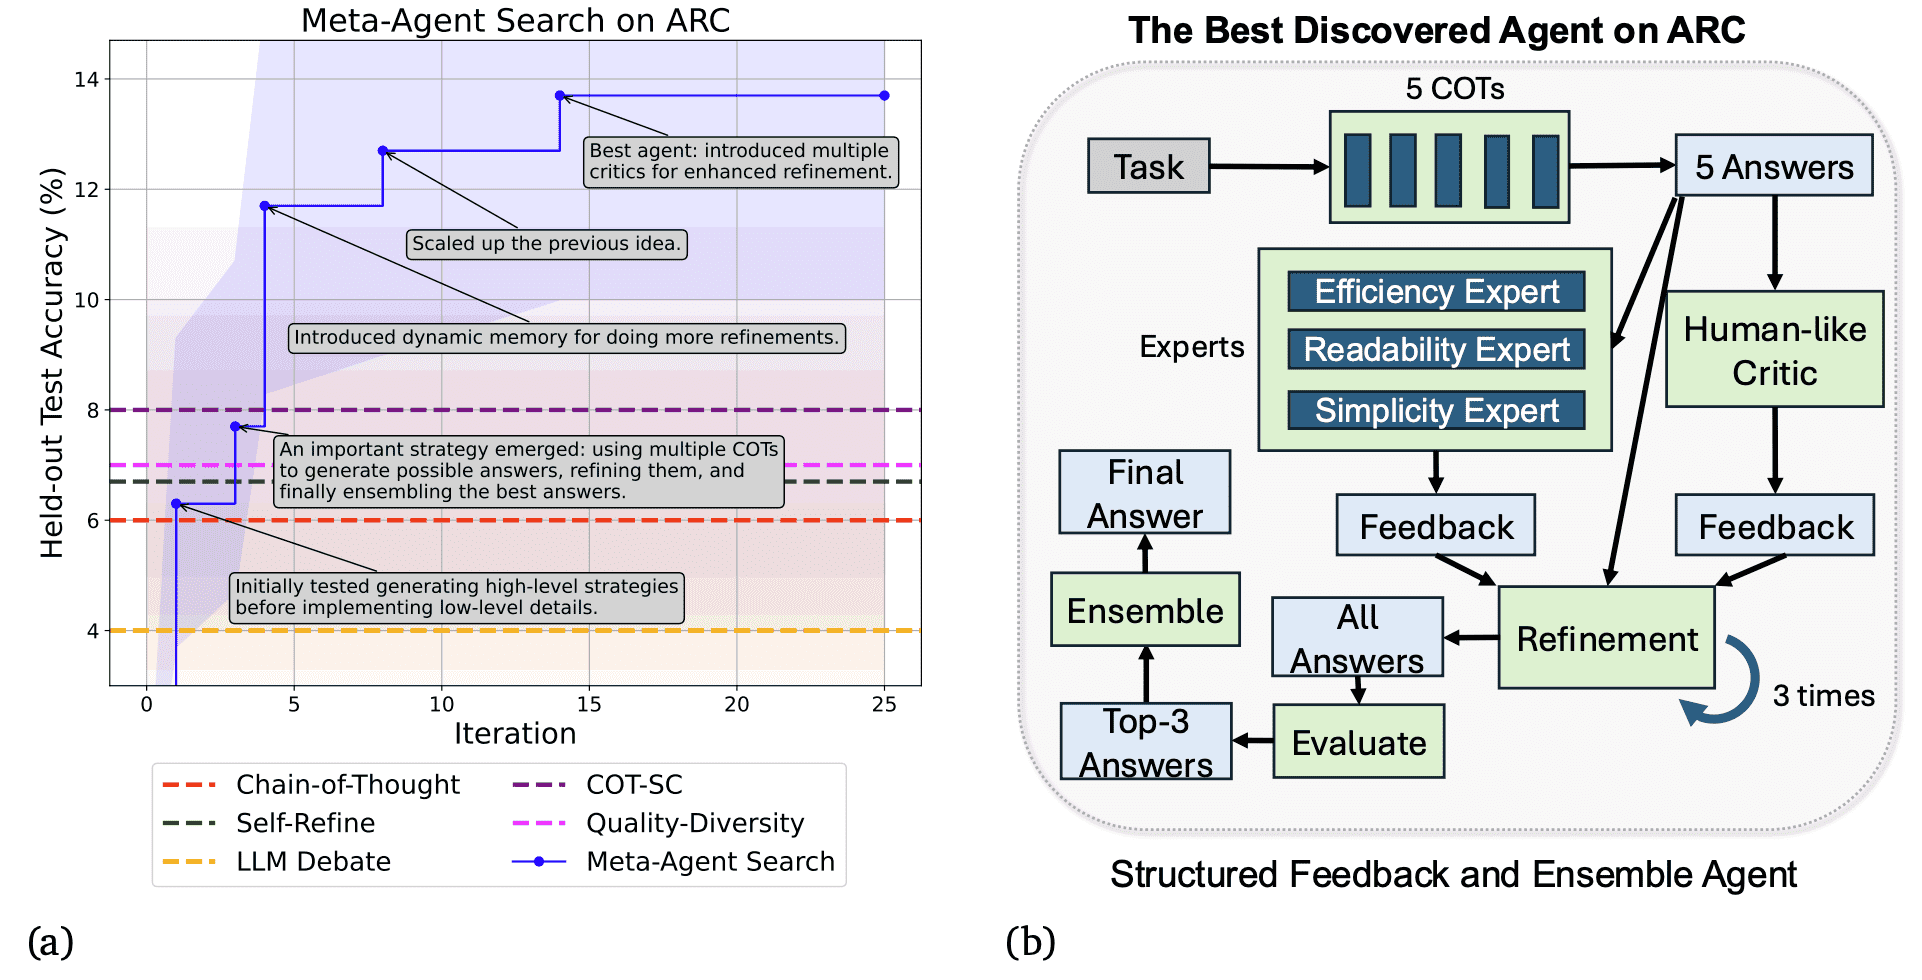 Meta-Agent Search on ARC
Held-out Test Accuracy (%)
14
12
10
8
6
4
Best agent: introduced multiple
critics for enhanced refinement.
Scaled up the previous idea.
Introduced dynamic memory for doing more refinements.
An important strategy emerged: using multiple COTs
to generate possible answers, refining them, and
finally ensembling the best answers.
Initially tested generating high-level strategies
before implementing low-level details.
0 5 10 15 20 25
Iteration
Chain-of-Thought
Self-Refine
LLM Debate
COT-SC
Quality-Diversity
Meta-Agent Search
(a)
The Best Discovered Agent on ARC
5 COTs
Task
5 Answers
Efficiency Expert
Readability Expert
Simplicity Expert
Experts
Human-like
Critic
Final
Answer
Feedback
Feedback
Ensemble
All
Answers
Refinement
3 times
Top-3
Answers
Evaluate
Structured Feedback and Ensemble Agent
(b)